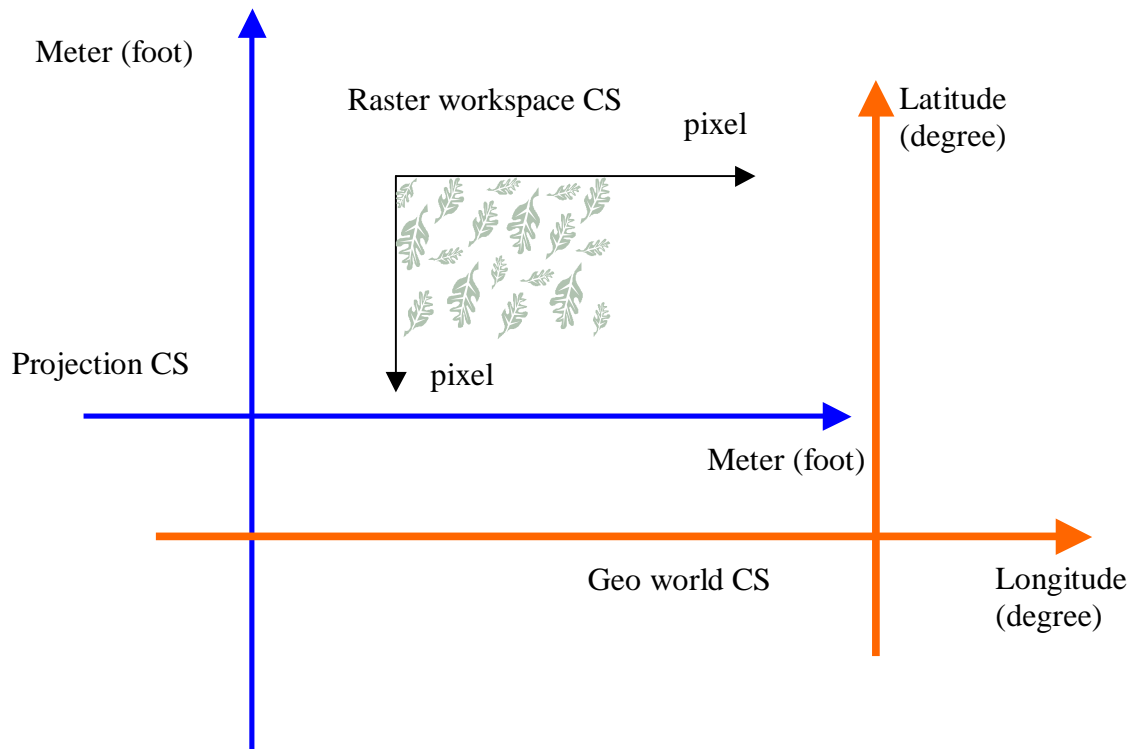 Meter (foot)
Raster workspace CS
pixel
Latitude
(degree)
Projection CS
pixel
Meter (foot)
Geo world CS
Longitude
(degree)